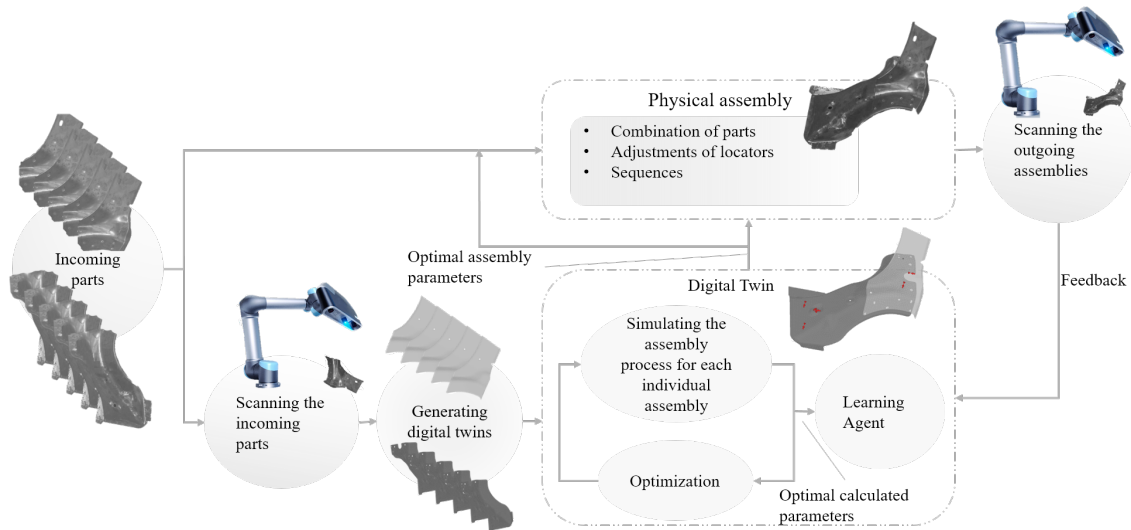 Physical assembly
• Combination of parts
• Adjustments of locators
• Sequences
Scanning the
outgoing
assemblies
Incoming
parts
Optimal assembly
parameters
Digital Twin
Feedback
Simulating the
assembly
process for each
individual
assembly
Scanning the
incoming
parts
Generating
digital twins
Learning
Agent
Optimization
Optimal calculated
parameters